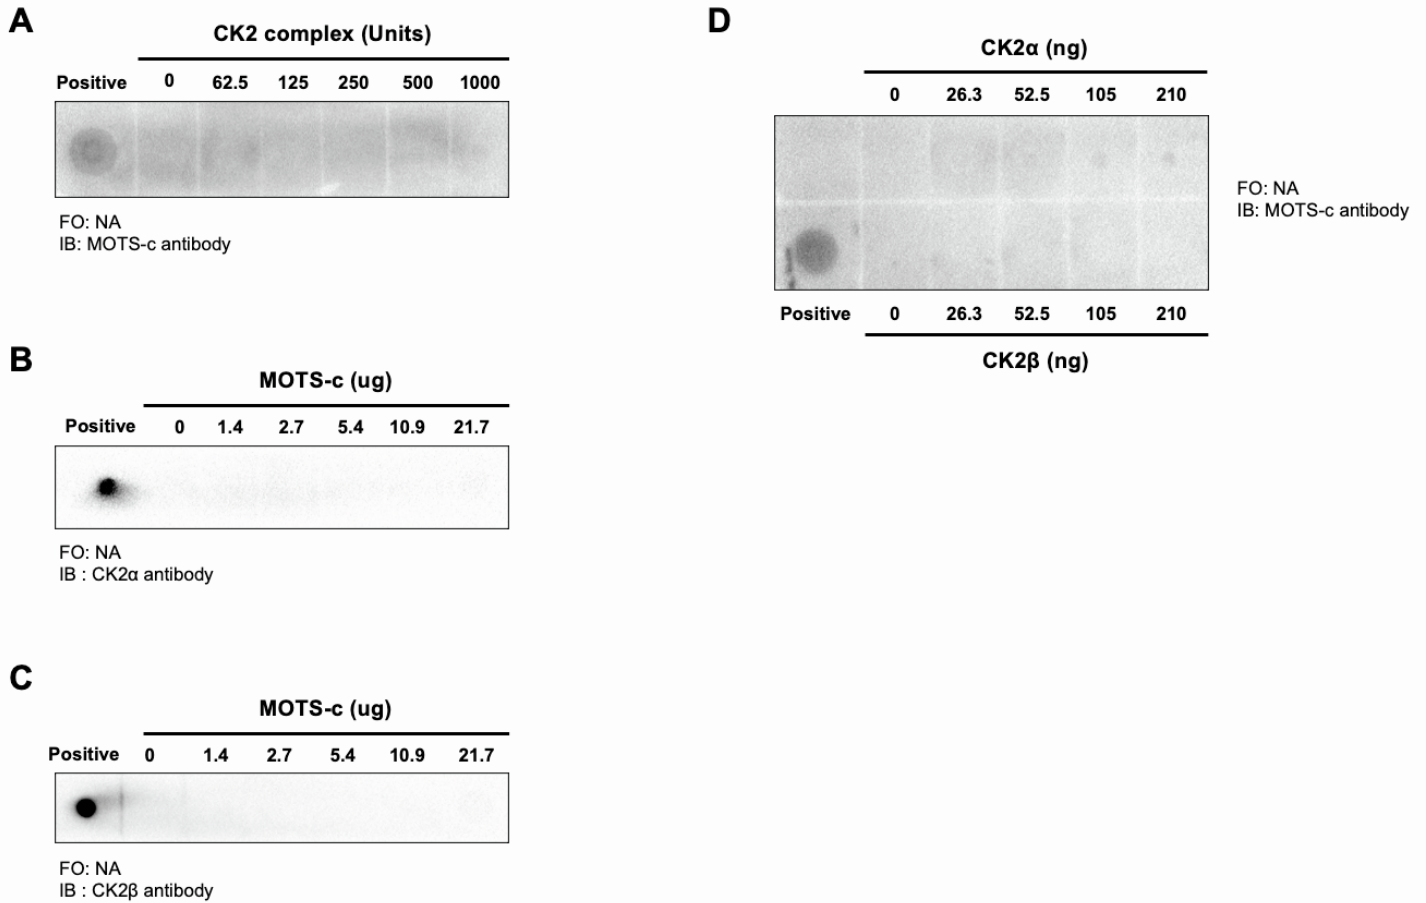 A
CK2 complex (Units)
Positive 0 62.5 125 250 500 1000
FO: NA
IB: MOTS-c antibody
B
MOTS-c (ug)
Positive 0 1.4 2.7 5.4 10.9 21.7
FO: NA
IB : CK2α antibody
C
MOTS-c (ug)
Positive 0 1.4 2.7 5.4 10.9 21.7
FO: NA
IB : CK2β antibody
D
CK2α (ng)
0 26.3 52.5 105 210
FO: NA
IB: MOTS-c antibody
Positive 0 26.3 52.5 105 210
CK2β (ng)